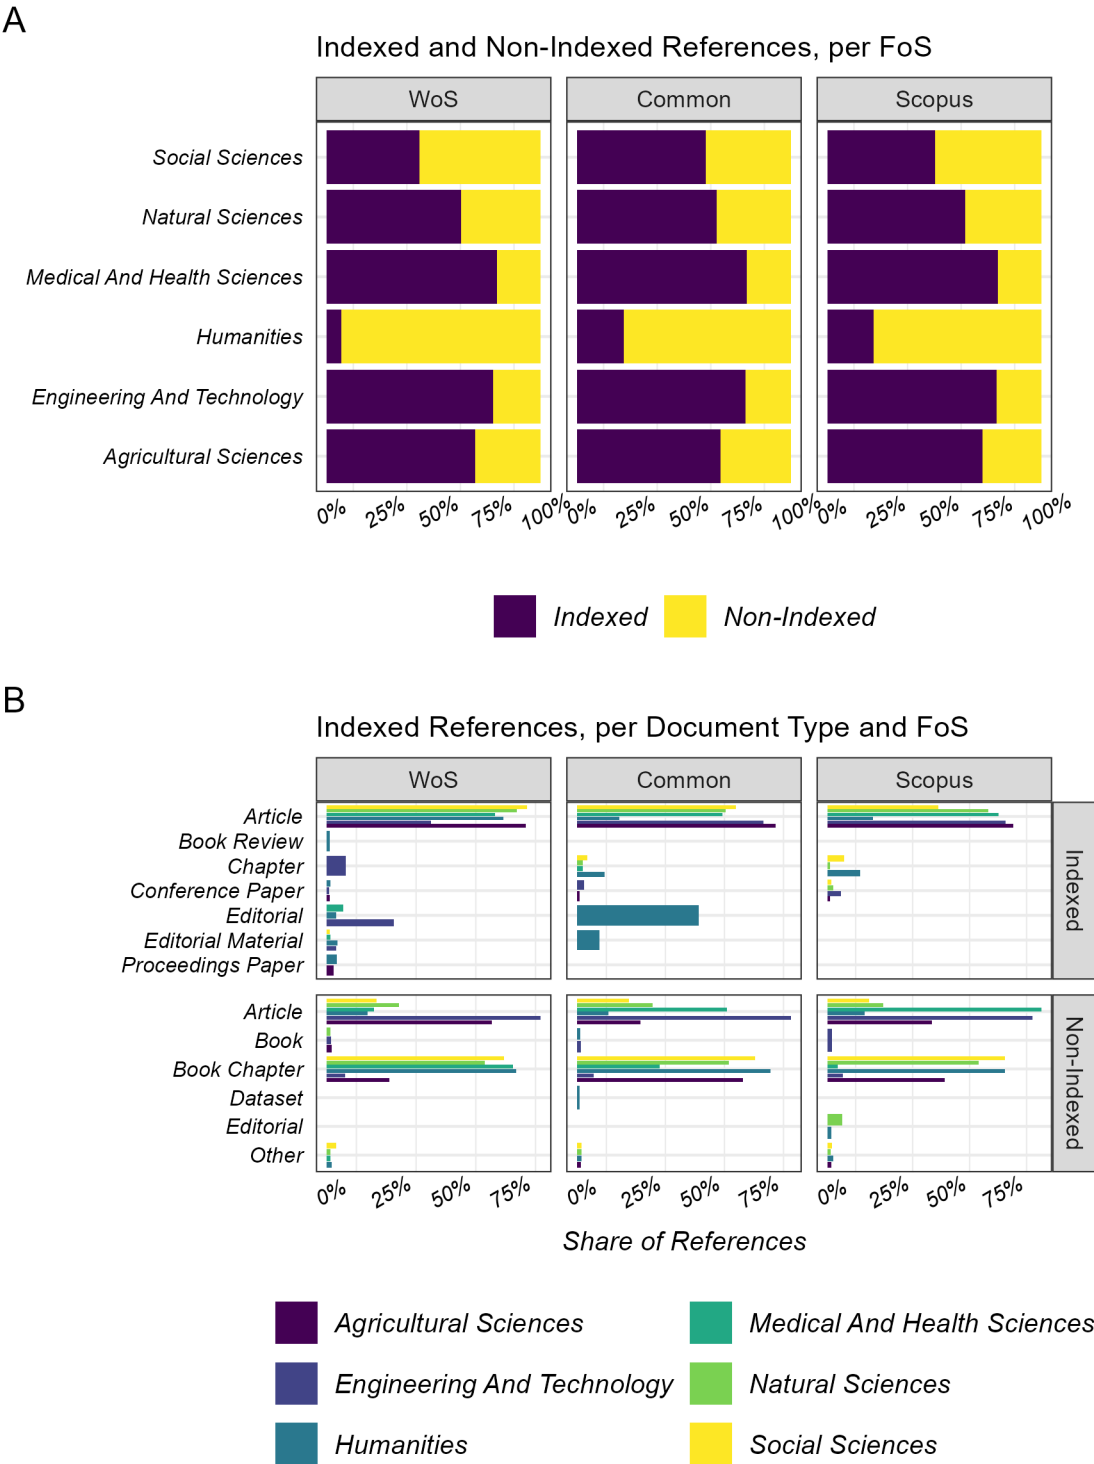 A
Indexed and Non-Indexed References, per FoS
WoS Common Scopus
Social Sciences
Natural Sciences
Medical And Health Sciences
Humanities
Engineering And Technology
Agricultural Sciences
0% 25% 50% 75% 100% 0% 25% 50% 75% 100% 0% 25% 50% 75% 100%
Indexed Non-Indexed
B
Indexed References, per Document Type and FoS
WoS Common Scopus
Article
Book Review
Chapter
Conference Paper
Editorial
Editorial Material
Proceedings Paper
Indexed
Article
Book
Book Chapter
Dataset
Editorial
Other
Non-Indexed
0% 25% 50% 75% 0% 25% 50% 75% 0% 25% 50% 75%
Share of References
Agricultural Sciences Medical And Health Sciences
Engineering And Technology Natural Sciences
Humanities Social Sciences